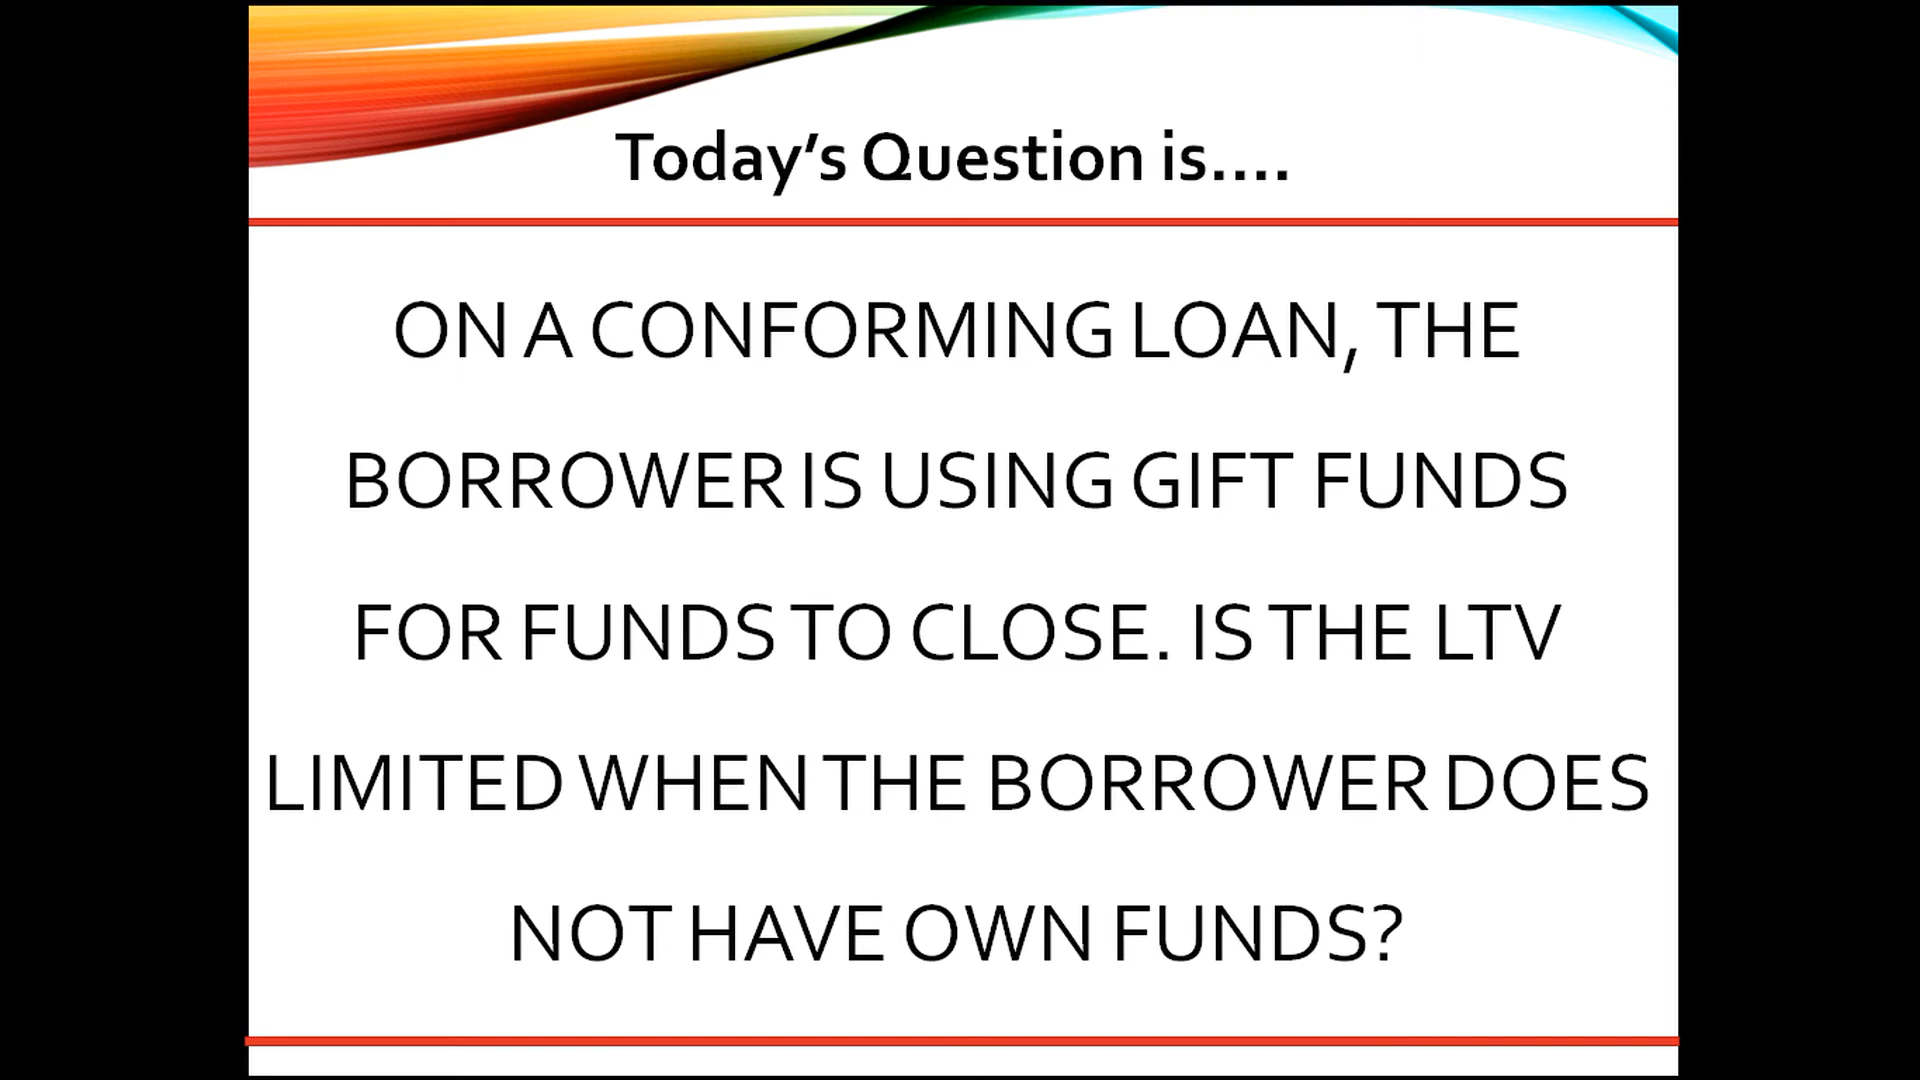 Today’s Question is....
ON A CONFORMING LOAN, THE
BORROWER IS USING GIFT FUNDS
FOR FUNDS TO CLOSE. IS THE LTV
LIMITED WHEN THE BORROWER DOES
NOT HAVE OWN FUNDS?